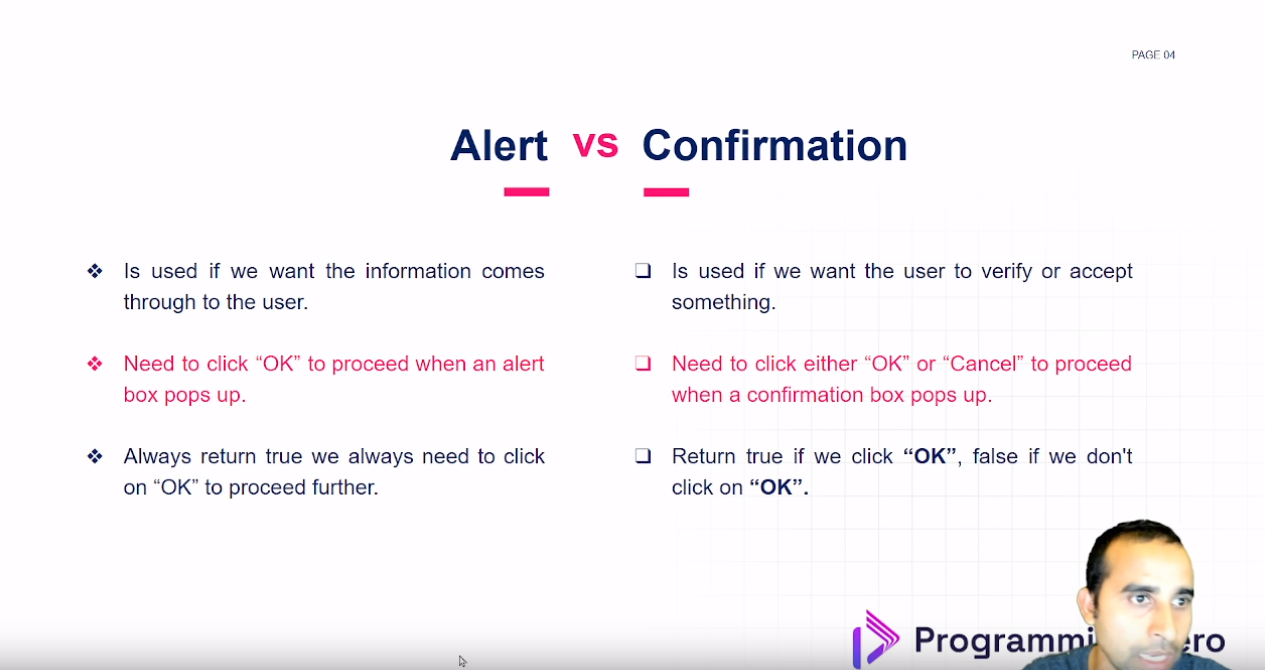 PAGE 04
Alert vs Confirmation
Is used if we want the information comes
through to the user.
Need to click “OK” to proceed when an alert
box pops up.
Always return true we always need to click
on “OK” to proceed further.
Is used if we want the user to verify or accept
something.
Need to click either “OK” or “Cancel” to proceed
when a confirmation box pops up.
Return true if we click “OK”, false if we don't
click on “OK”.